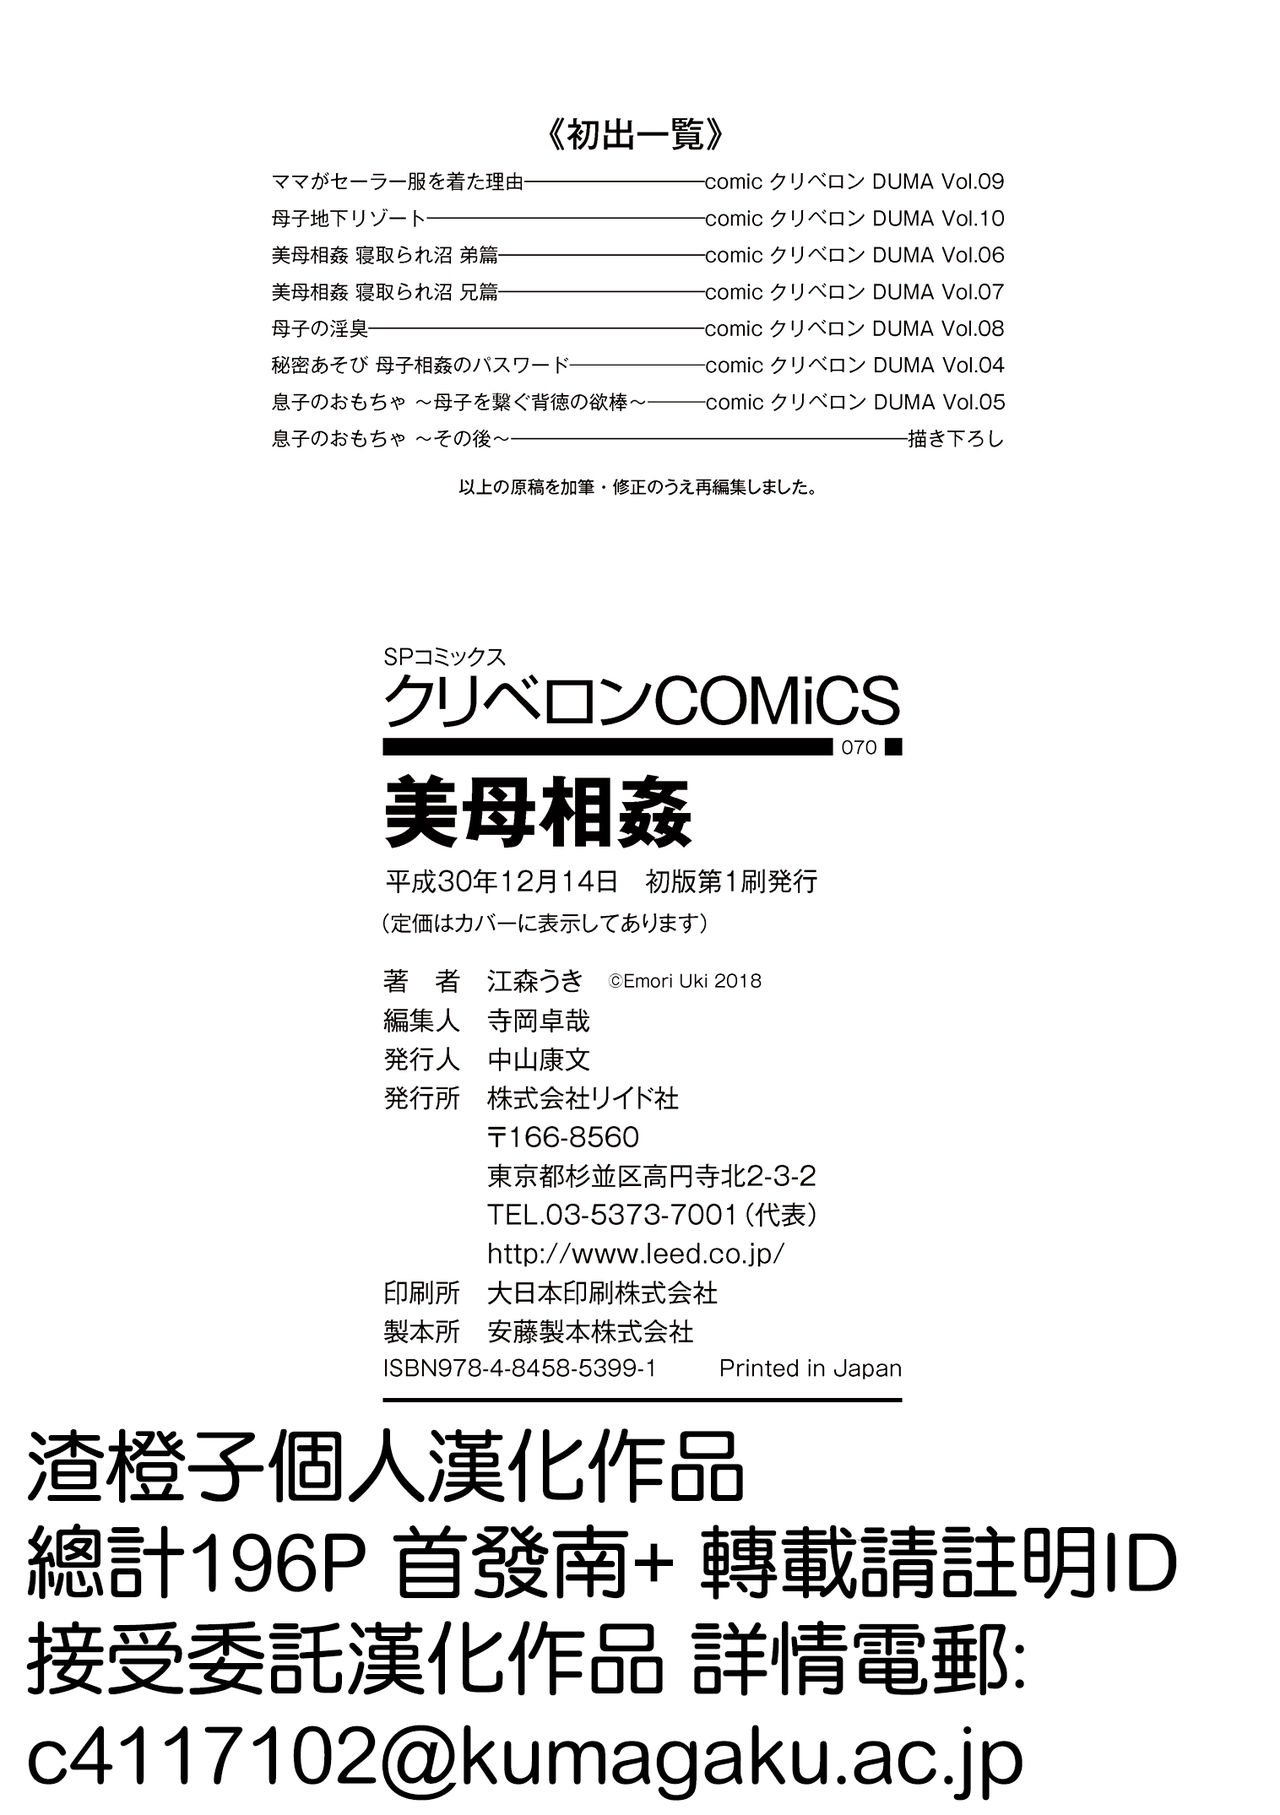 《初出一覧》
ママがセーラー服を着た理由――――comic クリベロン DUMA Vol.09
母子地下リゾート――――comic クリベロン DUMA Vol.10
美母相姦 寝取られ沼 弟篇――――comic クリベロン DUMA Vol.06
美母相姦 寝取られ沼 兄篇――――comic クリベロン DUMA Vol.07
母子の淫臭――――comic クリベロン DUMA Vol.08
秘密あそび 母子相姦のパスワード――――comic クリベロン DUMA Vol.04
息子のおもちゃ ～母子を繋ぐ背徳の欲棒～――comic クリベロン DUMA Vol.05
息子のおもちゃ ～その後～――――描き下ろし
以上の原稿を加筆・修正のうえ再編集しました。
SPコミックス
クリベロンCOMiCS
070
美母相姦
平成30年12月14日　初版第1刷発行
（定価はカバーに表示してあります）
著　者　江森うき　©Emori Uki 2018
編集人　寺岡卓哉
発行人　中山康文
発行所　株式会社リイド社
〒166-8560
東京都杉並区高円寺北2-3-2
TEL.03-5373-7001（代表）
http://www.leed.co.jp/
印刷所　大日本印刷株式会社
製本所　安藤製本株式会社
ISBN978-4-8458-5399-1　Printed in Japan
渣橙子個人漢化作品
總計196P 首發南+ 轉載請註明ID
接受委託漢化作品 詳情電郵:
c4117102@kumagaku.ac.jp